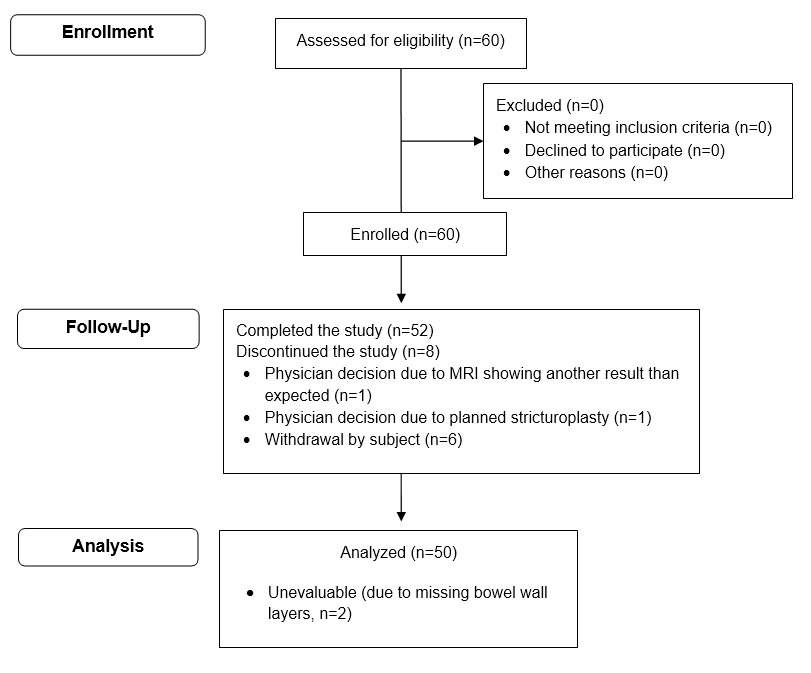 Enrollment
Assessed for eligibility (n=60)
Excluded (n=0)
• Not meeting inclusion criteria (n=0)
• Declined to participate (n=0)
• Other reasons (n=0)
Enrolled (n=60)
Follow-Up
Completed the study (n=52)
Discontinued the study (n=8)
• Physician decision due to MRI showing another result than
expected (n=1)
• Physician decision due to planned stricturoplasty (n=1)
• Withdrawal by subject (n=6)
Analysis
Analyzed (n=50)
• Unevaluable (due to missing bowel wall
layers, n=2)